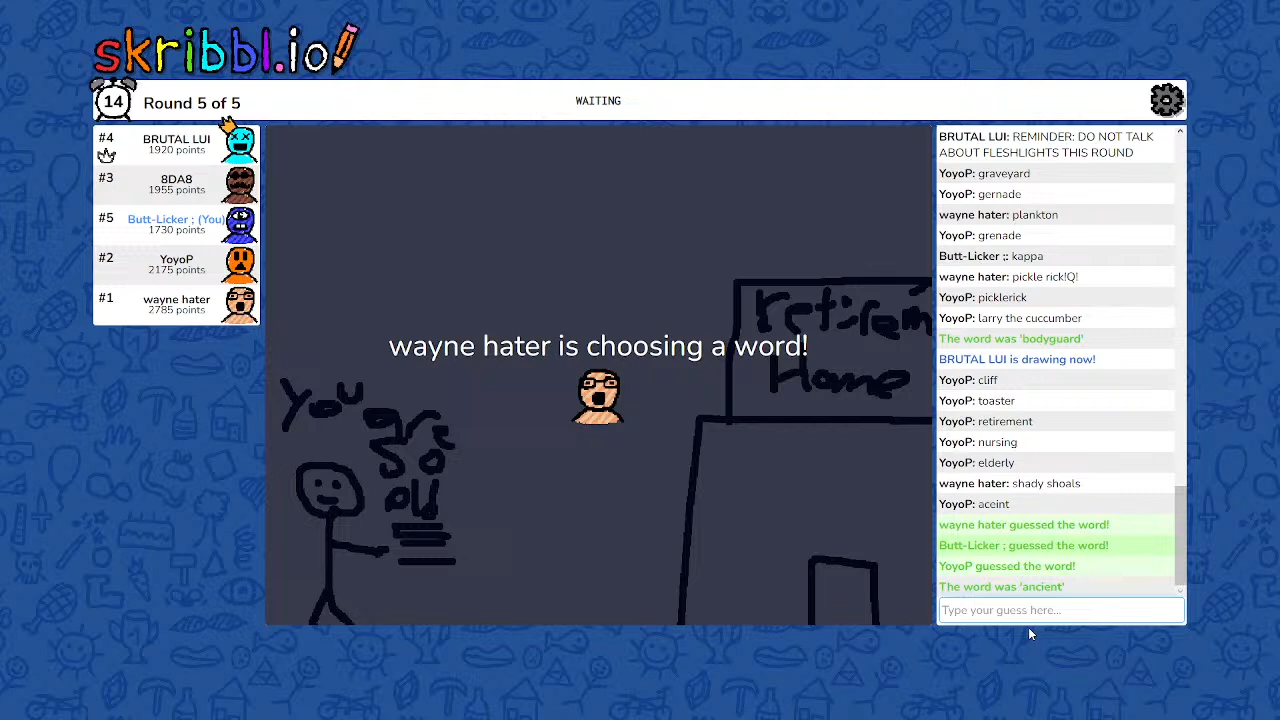 skribbl.io
14
Round 5 of 5
WAITING
#4
BRUTAL LUI
1920 points
#3
8DA8
1955 points
#5
Butt-Licker ; (You)
1730 points
#2
YoyoP
2175 points
#1
wayne hater
2785 points
wayne hater is choosing a word!
You are
So
old
retirem
Home
BRUTAL LUI: REMINDER: DO NOT TALK
ABOUT FLESHLIGHTS THIS ROUND
YoyoP: graveyard
YoyoP: gernade
wayne hater: plankton
YoyoP: grenade
Butt-Licker ;: kappa
wayne hater: pickle rick!Q!
YoyoP: picklerick
YoyoP: larry the cuccumber
The word was 'bodyguard'
BRUTAL LUI is drawing now!
YoyoP: cliff
YoyoP: toaster
YoyoP: retirement
YoyoP: nursing
YoyoP: elderly
wayne hater: shady shoals
YoyoP: aceint
wayne hater guessed the word!
Butt-Licker ; guessed the word!
YoyoP guessed the word!
The word was 'ancient'
Type your guess here...